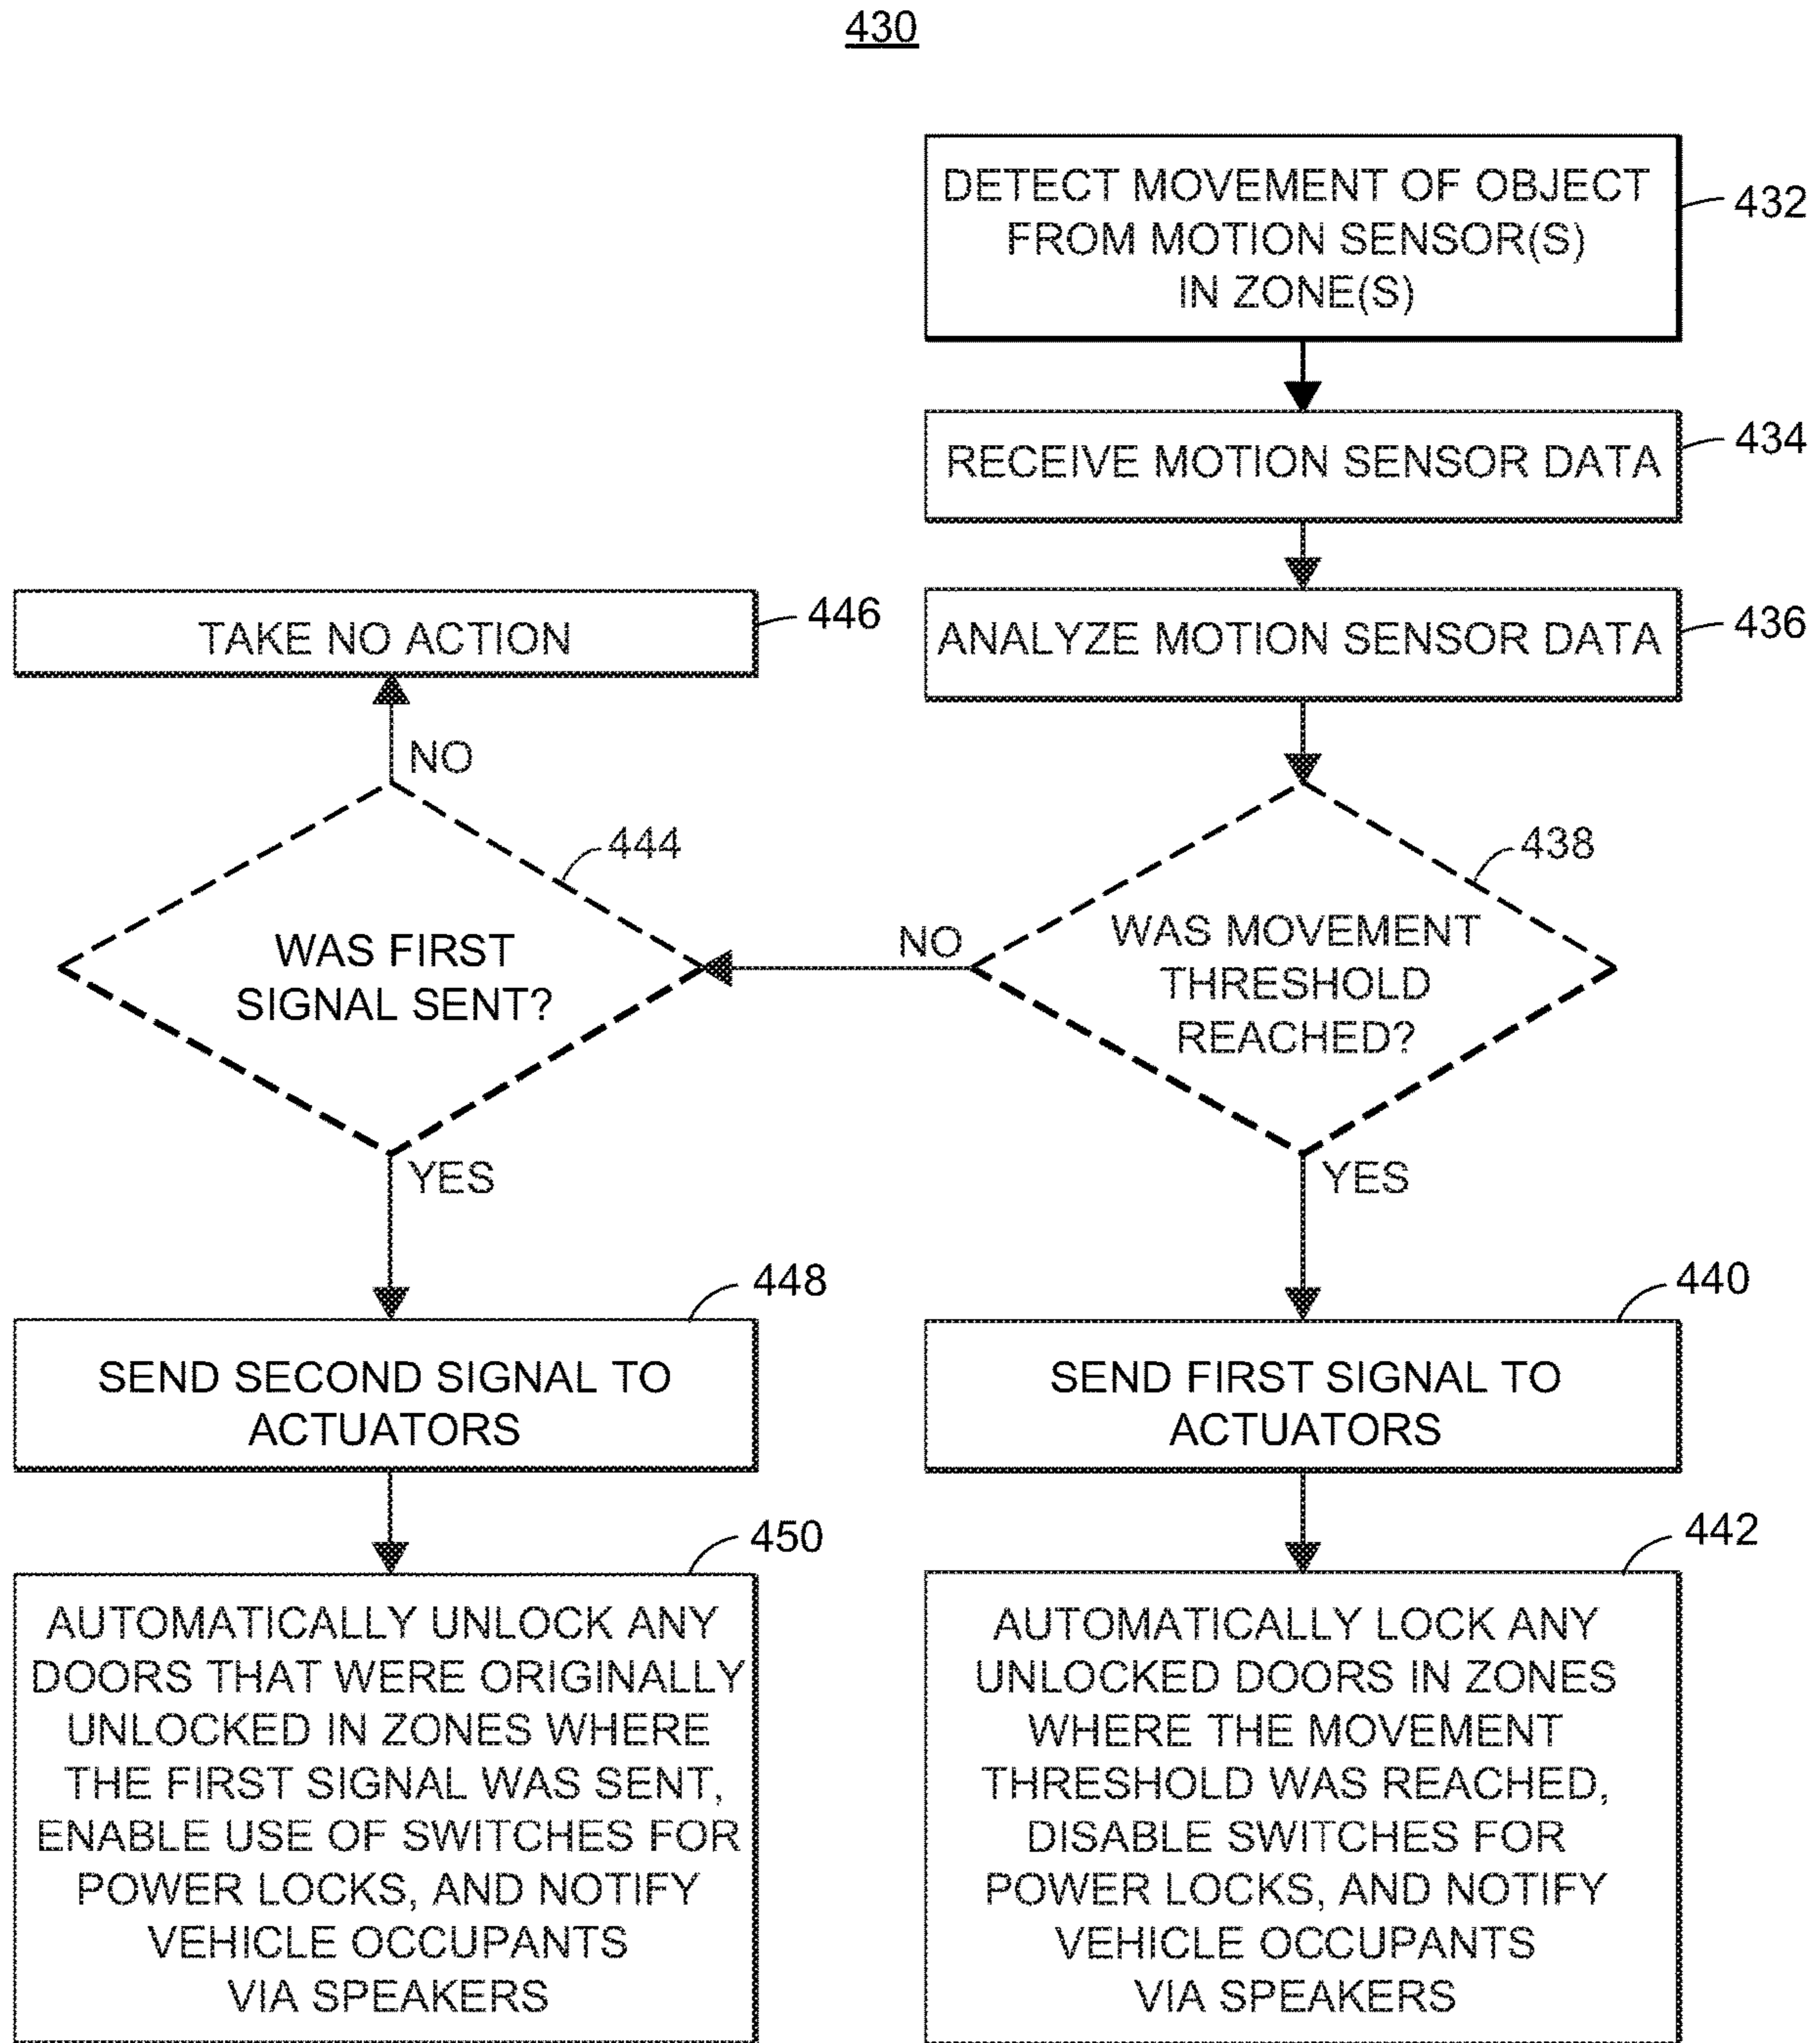 430
DETECT MOVEMENT OF OBJECT
FROM MOTION SENSOR(S)
IN ZONE(S)
432
RECEIVE MOTION SENSOR DATA
434
ANALYZE MOTION SENSOR DATA
436
TAKE NO ACTION
446
NO
444
WAS FIRST
SIGNAL SENT?
YES
NO
438
WAS MOVEMENT
THRESHOLD
REACHED?
YES
448
SEND SECOND SIGNAL TO
ACTUATORS
440
SEND FIRST SIGNAL TO
ACTUATORS
450
AUTOMATICALLY UNLOCK ANY
DOORS THAT WERE ORIGINALLY
UNLOCKED IN ZONES WHERE
THE FIRST SIGNAL WAS SENT,
ENABLE USE OF SWITCHES FOR
POWER LOCKS, AND NOTIFY
VEHICLE OCCUPANTS
VIA SPEAKERS
442
AUTOMATICALLY LOCK ANY
UNLOCKED DOORS IN ZONES
WHERE THE MOVEMENT
THRESHOLD WAS REACHED,
DISABLE SWITCHES FOR
POWER LOCKS, AND NOTIFY
VEHICLE OCCUPANTS
VIA SPEAKERS